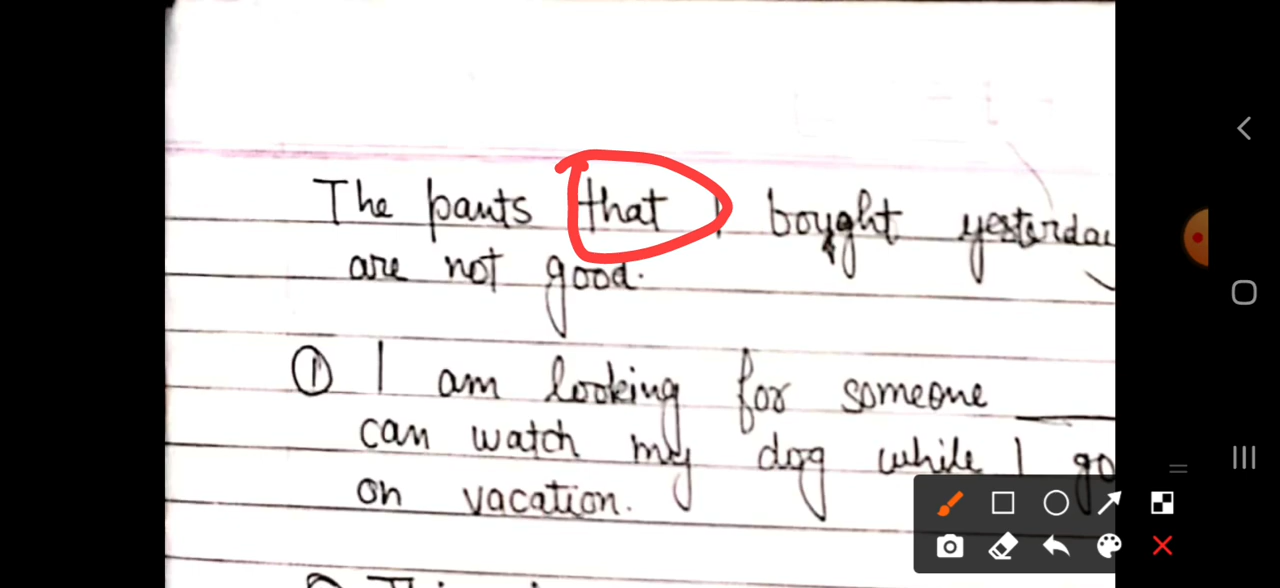 The pants that I bought yesterday
are not good.
① I am looking for someone ____
can watch my dog while I go
on vacation.